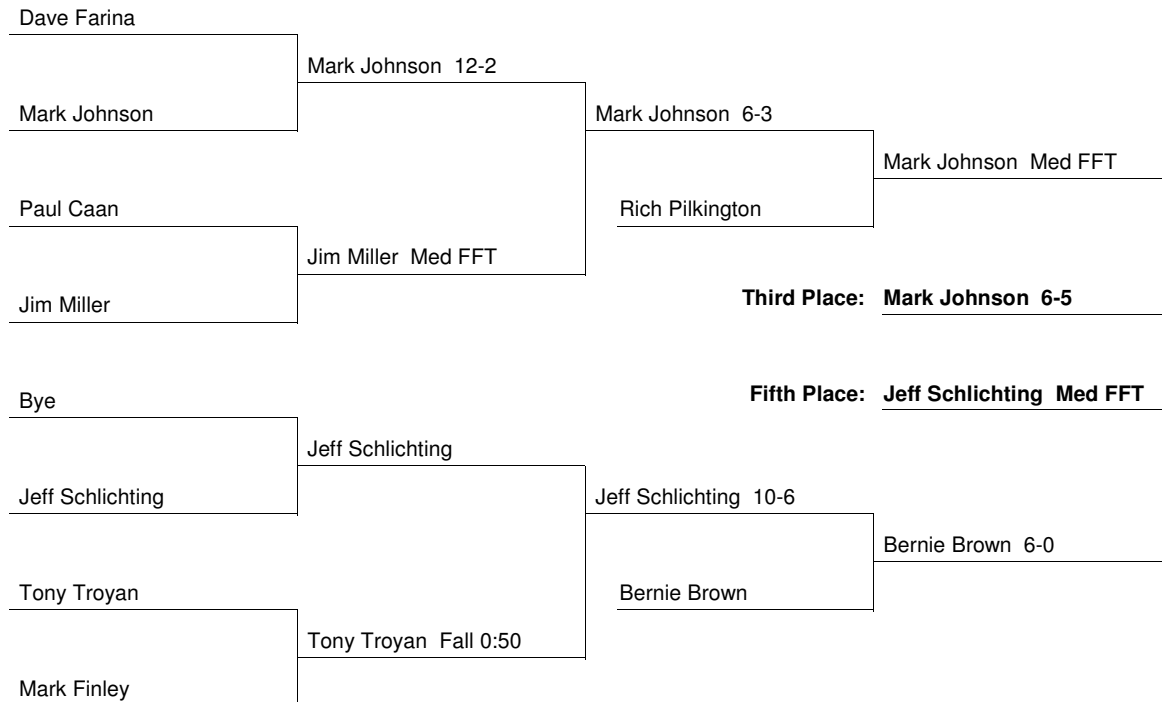 Dave Farina
Mark Johnson 12-2
Mark Johnson
Mark Johnson 6-3
Mark Johnson Med FFT
Paul Caan
Rich Pilkington
Jim Miller Med FFT
Jim Miller
Third Place: Mark Johnson 6-5
Fifth Place: Jeff Schlichting Med FFT
Bye
Jeff Schlichting
Jeff Schlichting
Jeff Schlichting 10-6
Bernie Brown 6-0
Tony Troyan
Bernie Brown
Tony Troyan Fall 0:50
Mark Finley